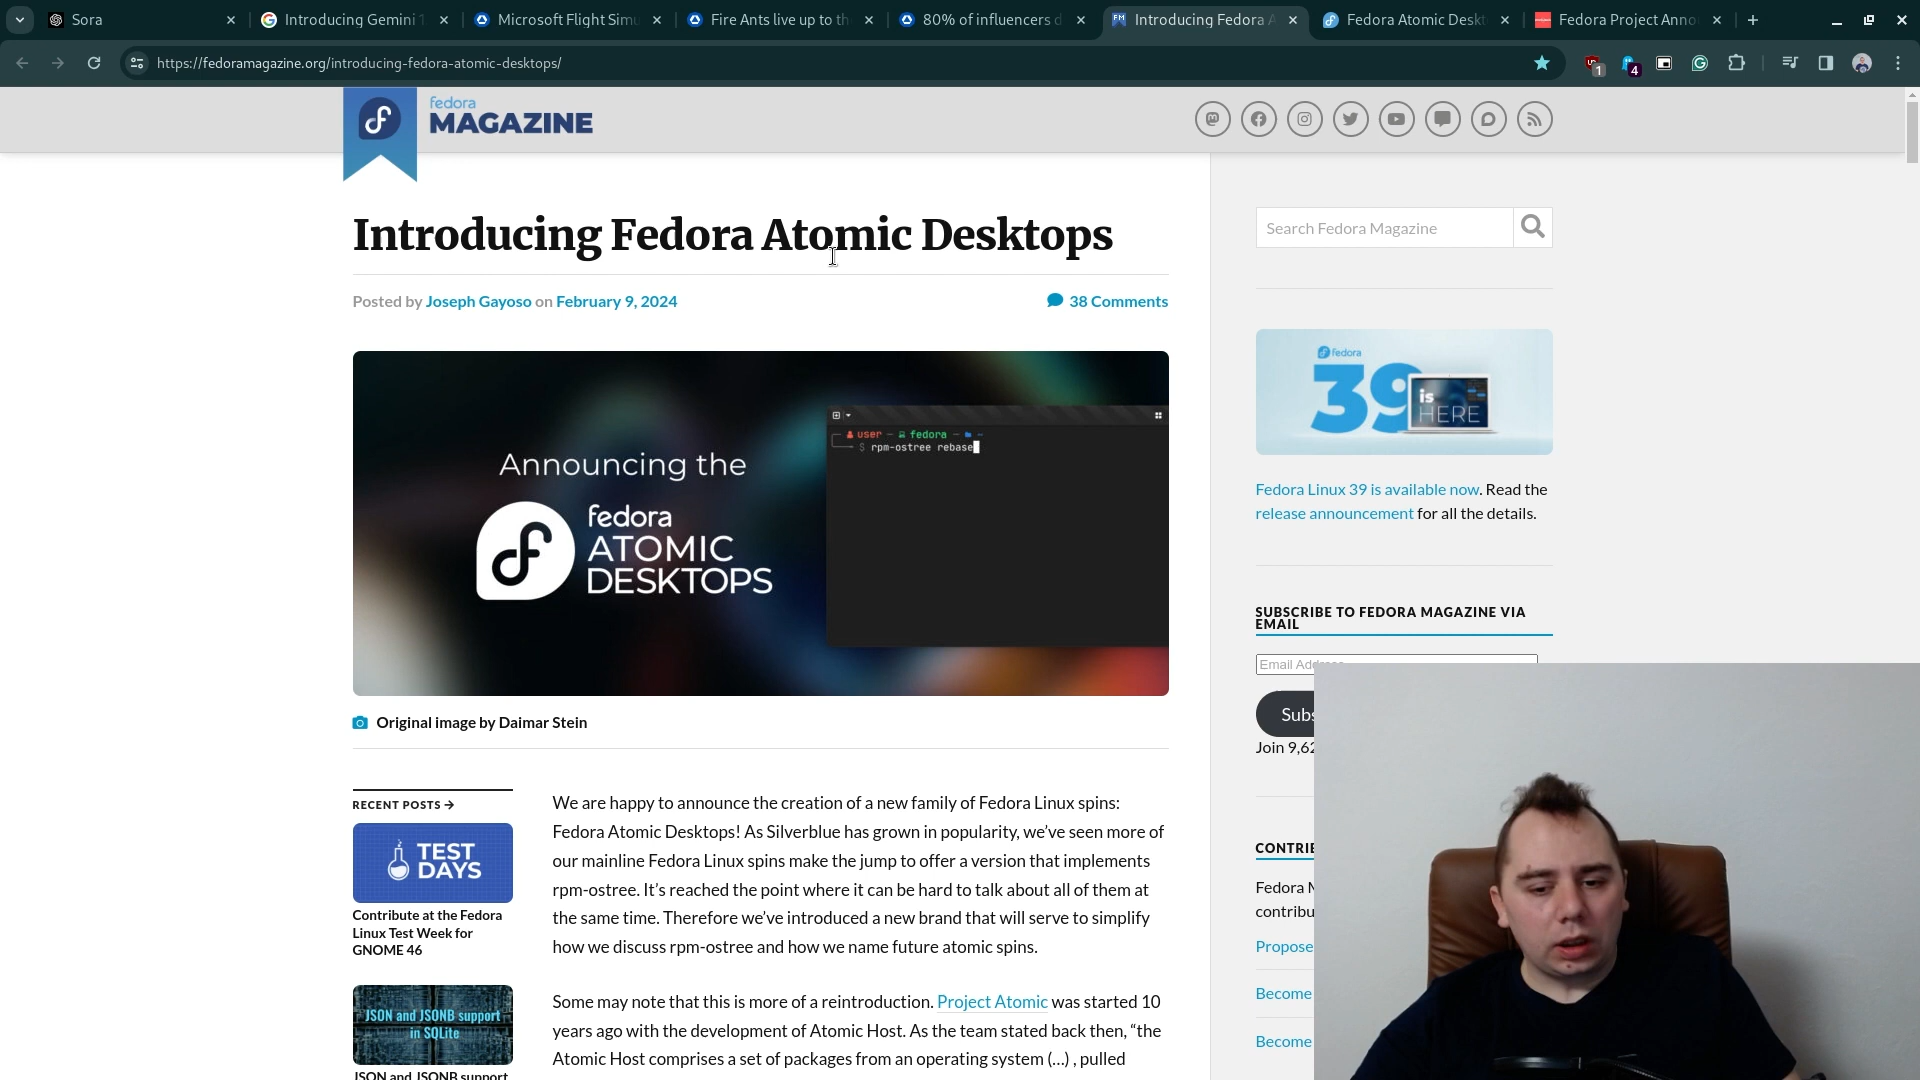 Sora
Introducing Gemini 1
Microsoft Flight Simu
Fire Ants live up to th
80% of influencers d
Introducing Fedora A
Fedora Atomic Deskt
Fedora Project Anno
https://fedoramagazine.org/introducing-fedora-atomic-desktops/
1
4
fedora
MAGAZINE
Introducing Fedora Atomic Desktops
Posted by Joseph Gayoso on February 9, 2024
38 Comments
Announcing the
fedora
ATOMIC
DESKTOPS
user — fedora — ~
$ rpm-ostree rebase
Original image by Daimar Stein
RECENT POSTS →
TEST
DAYS
Contribute at the Fedora
Linux Test Week for
GNOME 46
JSON and JSONB support
in SQLite
JSON and JSONB support
We are happy to announce the creation of a new family of Fedora Linux spins:
Fedora Atomic Desktops! As Silverblue has grown in popularity, we’ve seen more of
our mainline Fedora Linux spins make the jump to offer a version that implements
rpm-ostree. It’s reached the point where it can be hard to talk about all of them at
the same time. Therefore we’ve introduced a new brand that will serve to simplify
how we discuss rpm-ostree and how we name future atomic spins.
Some may note that this is more of a reintroduction. Project Atomic was started 10
years ago with the development of Atomic Host. As the team stated back then, “the
Atomic Host comprises a set of packages from an operating system (…) , pulled
Search Fedora Magazine
fedora
39
is
HERE
Fedora Linux 39 is available now. Read the
release announcement for all the details.
SUBSCRIBE TO FEDORA MAGAZINE VIA
EMAIL
Email Address
Subs
Join 9,62
CONTRIB
Fedora M
contribu
Propose
Become
Become